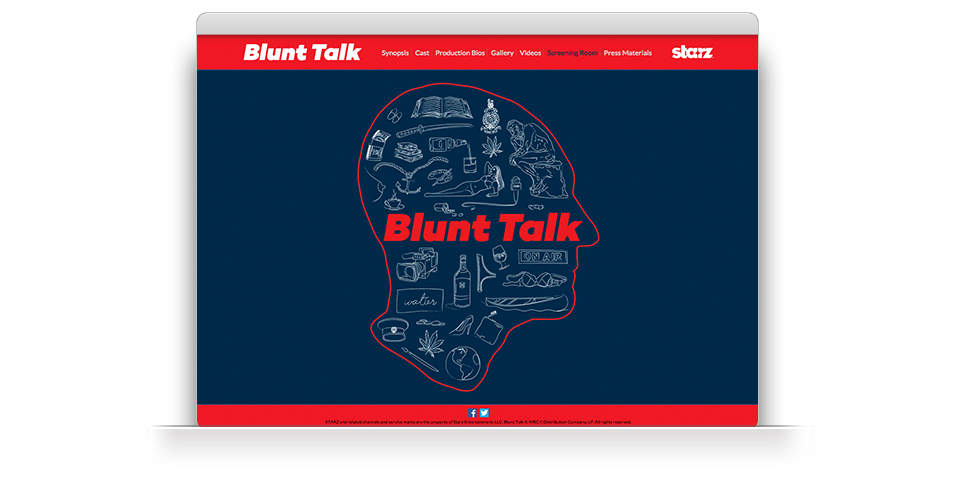 Blunt Talk
Synopsis Cast Production Bios Gallery Videos Screening Room Press Materials
starz
Blunt Talk
ON AIR
water
STARZ and related channels and service marks are the property of Starz Entertainment, LLC. Blunt Talk © MRC II Distribution Company, LP. All rights reserved.